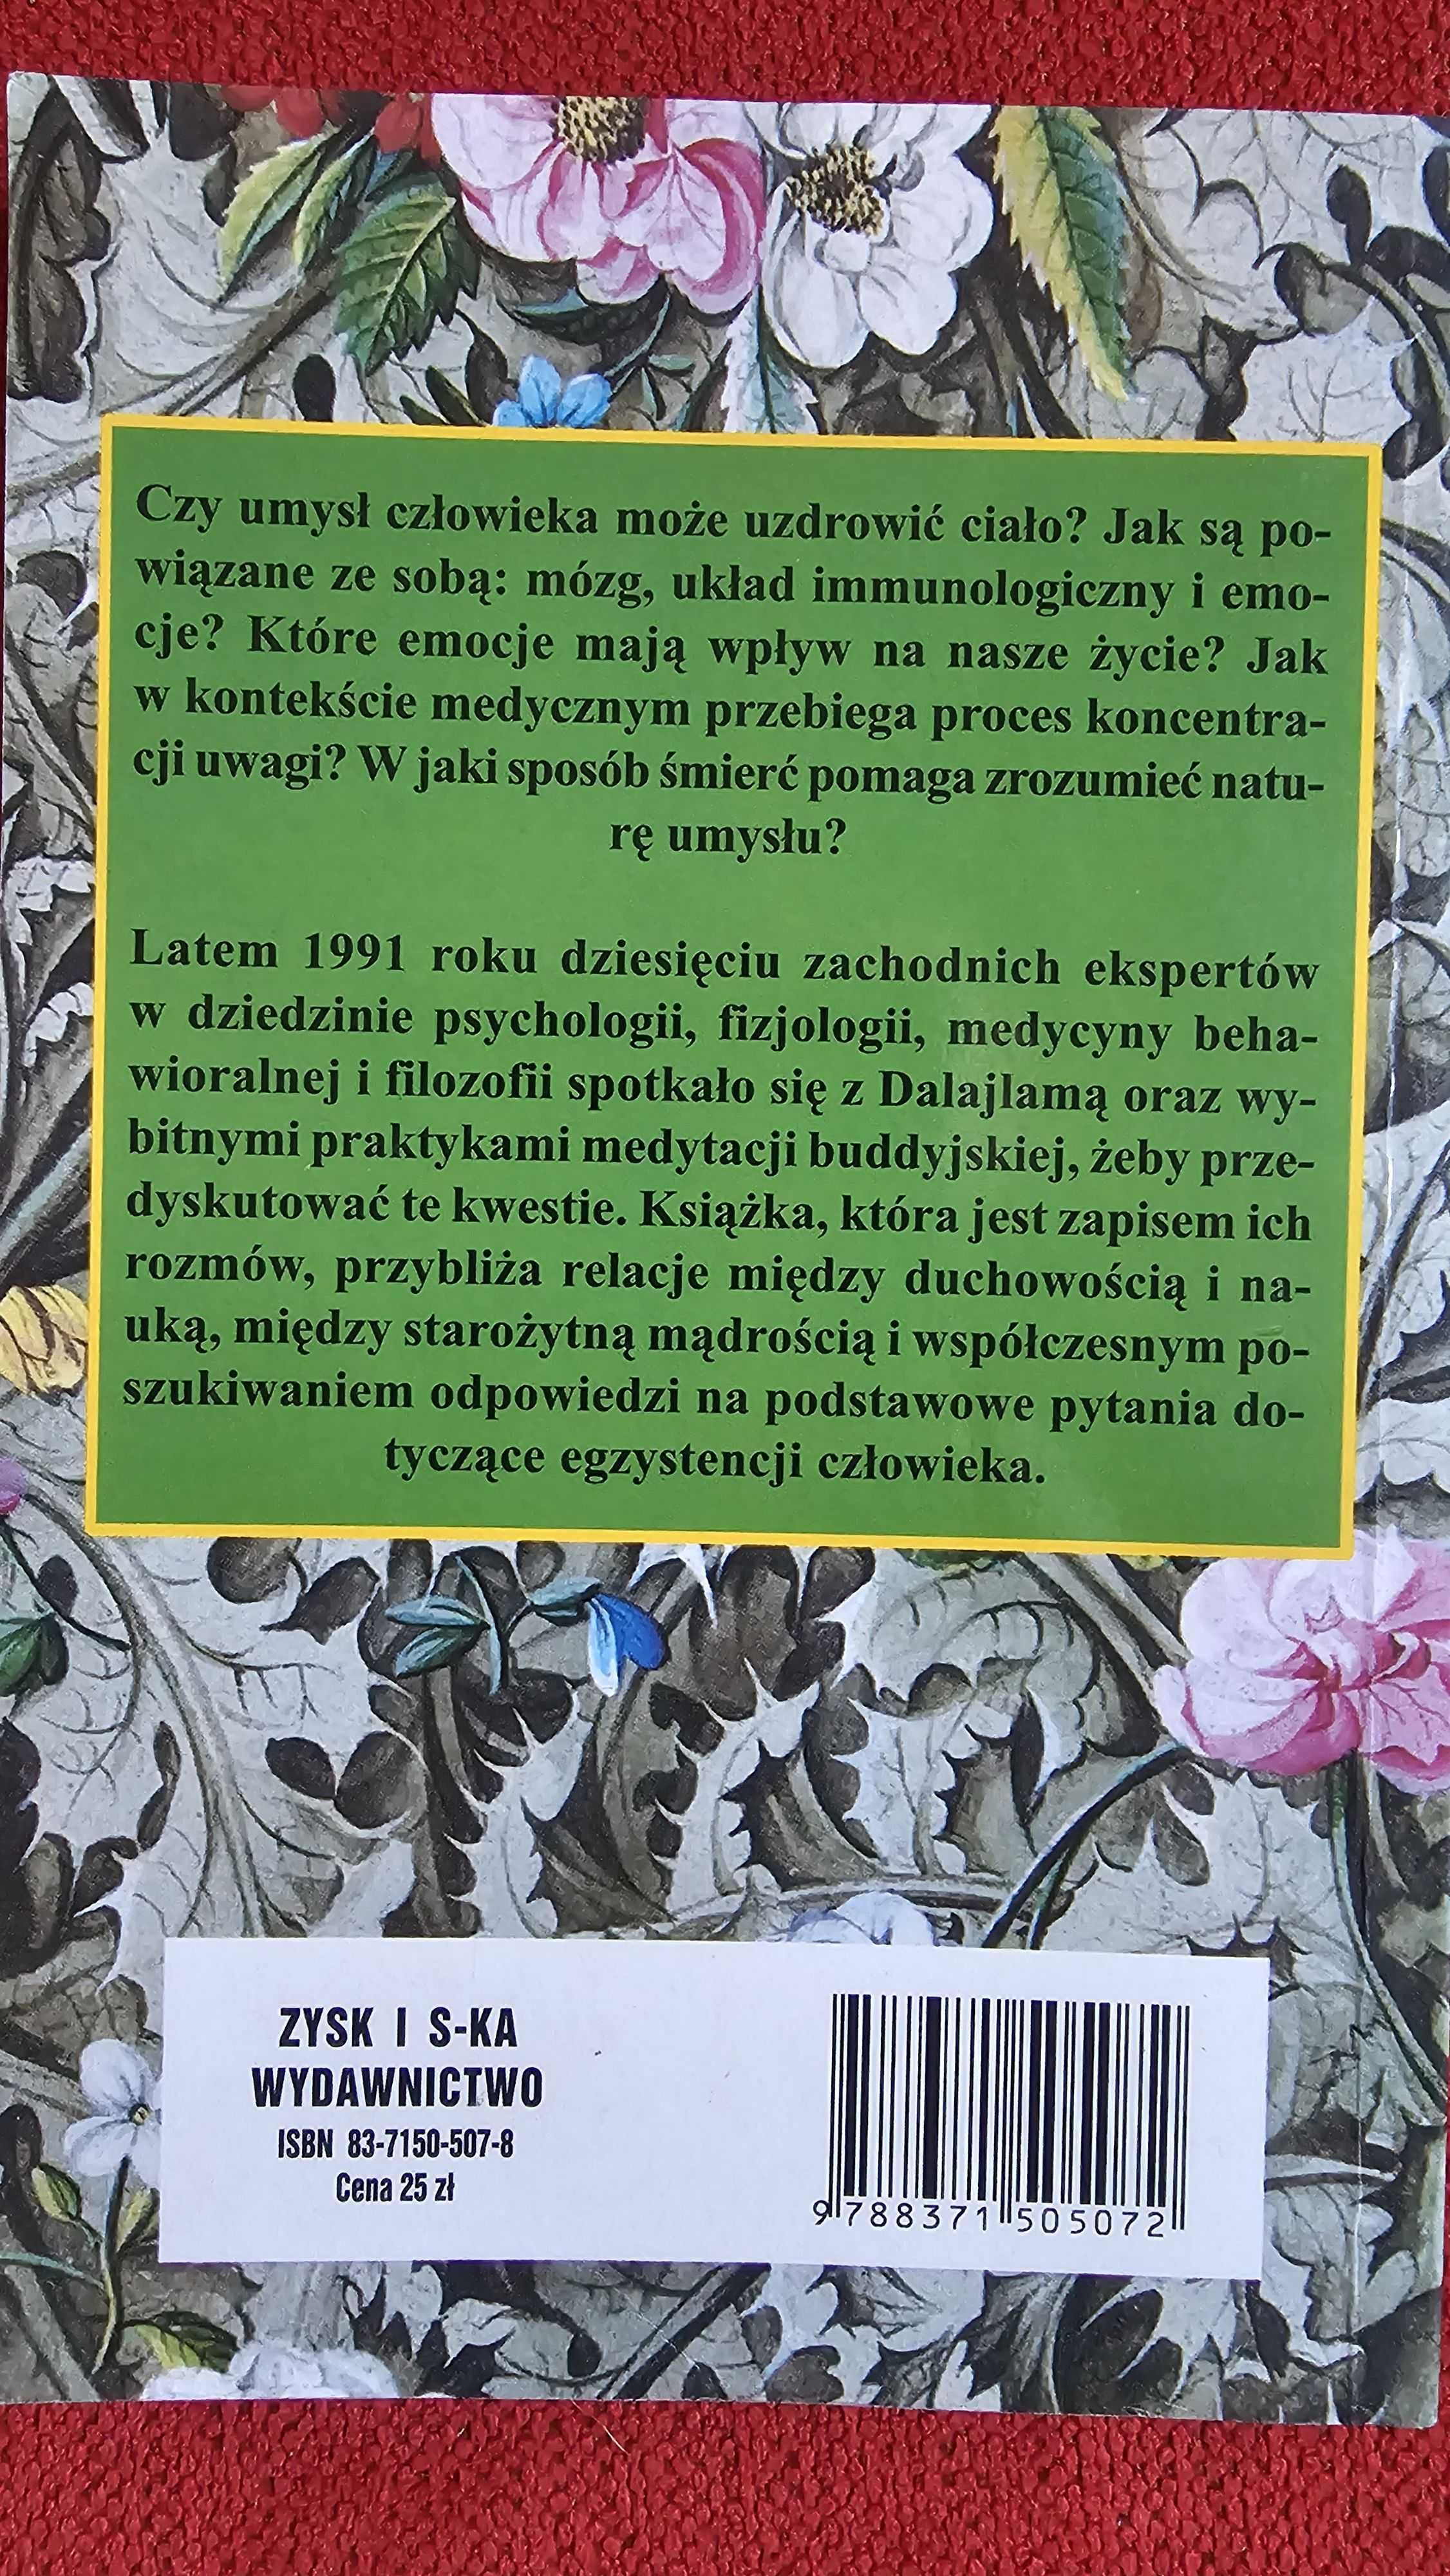 Czy umysł człowieka może uzdrowić ciało? Jak są po-
wiązane ze sobą: mózg, układ immunologiczny i emo-
cje? Które emocje mają wpływ na nasze życie? Jak
w kontekście medycznym przebiega proces koncentra-
cji uwagi? W jaki sposób śmierć pomaga zrozumieć natu-
rę umysłu?
Latem 1991 roku dziesięciu zachodnich ekspertów
w dziedzinie psychologii, fizjologii, medycyny beha-
wioralnej i filozofii spotkało się z Dalajlamą oraz wy-
bitnymi praktykami medytacji buddyjskiej, żeby prze-
dyskutować te kwestie. Książka, która jest zapisem ich
rozmów, przybliża relacje między duchowością i na-
uką, między starożytną mądrością i współczesnym po-
szukiwaniem odpowiedzi na podstawowe pytania do-
tyczące egzystencji człowieka.
ZYSK I S-KA
WYDAWNICTWO
ISBN 83-7150-507-8
Cena 25 zł
9 788371 505072